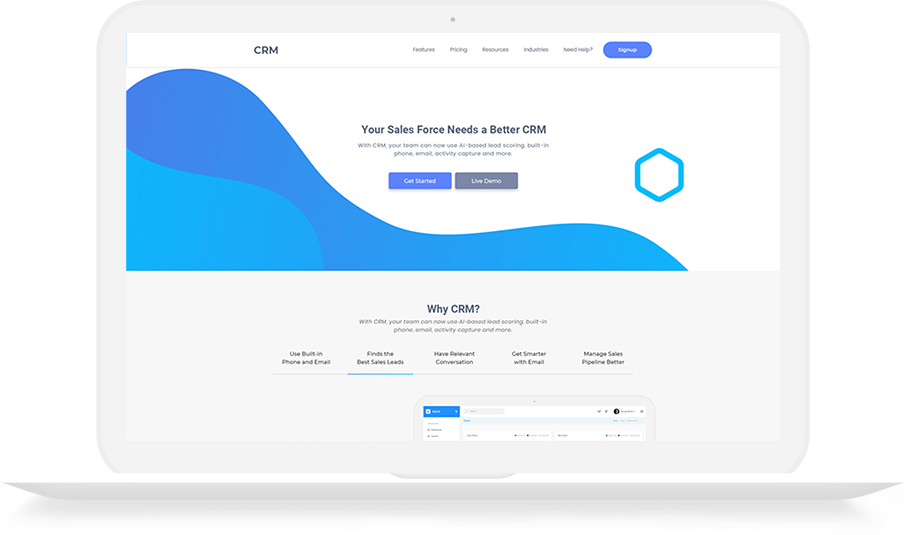 CRM
Features Pricing Resources Industries Need Help? Signup
Your Sales Force Needs a Better CRM
With CRM, your team can now use AI-based lead scoring, built-in
phone, email, activity capture and more.
Get Started Live Demo
Why CRM?
With CRM, your team can now use AI-based lead scoring, built-in
phone, email, activity capture and more.
Use Built-in
Phone and Email
Finds the
Best Sales Leads
Have Relevant
Conversation
Get Smarter
with Email
Manage Sales
Pipeline Better